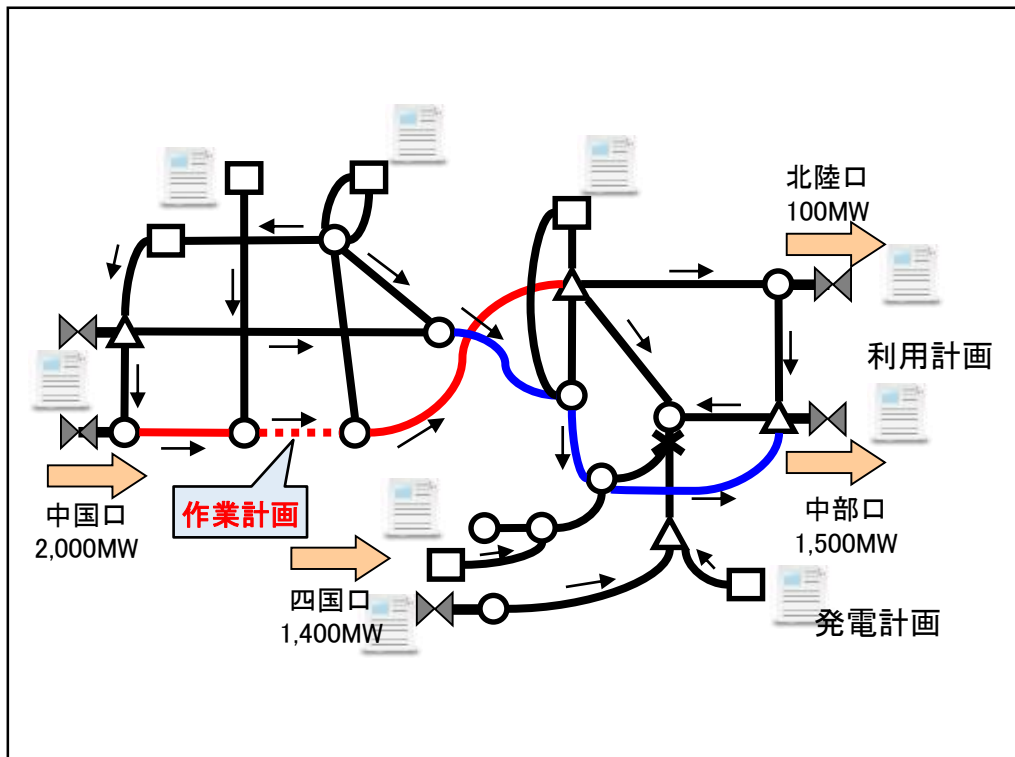 北陸口
100MW
利用計画
作業計画
中国口
2,000MW
中部口
1,500MW
四国口
1,400MW
発電計画